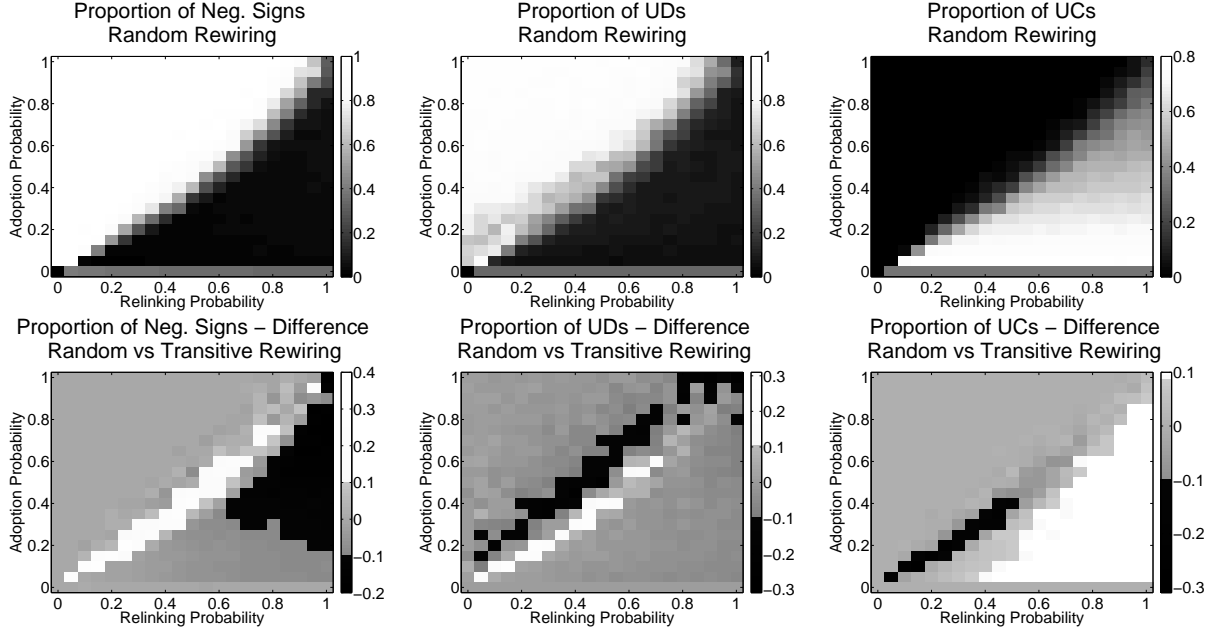 Proportion of Neg. Signs
Random Rewiring
Adoption Probability
1
0.8
0.6
0.4
0.2
0
0 0.2 0.4 0.6 0.8 1
Relinking Probability
1
0.8
0.6
0.4
0.2
0
Proportion of UDs
Random Rewiring
Adoption Probability
1
0.8
0.6
0.4
0.2
0
0 0.2 0.4 0.6 0.8 1
Relinking Probability
1
0.8
0.6
0.4
0.2
0
Proportion of UCs
Random Rewiring
Adoption Probability
1
0.8
0.6
0.4
0.2
0
0 0.2 0.4 0.6 0.8 1
Relinking Probability
0.8
0.6
0.4
0.2
0
Proportion of Neg. Signs − Difference
Random vs Transitive Rewiring
Adoption Probability
1
0.8
0.6
0.4
0.2
0
0 0.2 0.4 0.6 0.8 1
Relinking Probability
0.4
0.3
0.2
0.1
0
−0.1
−0.2
Proportion of UDs − Difference
Random vs Transitive Rewiring
Adoption Probability
1
0.8
0.6
0.4
0.2
0
0 0.2 0.4 0.6 0.8 1
Relinking Probability
0.3
0.2
0.1
0
−0.1
−0.2
−0.3
Proportion of UCs − Difference
Random vs Transitive Rewiring
Adoption Probability
1
0.8
0.6
0.4
0.2
0
0 0.2 0.4 0.6 0.8 1
Relinking Probability
0.1
0
−0.1
−0.2
−0.3